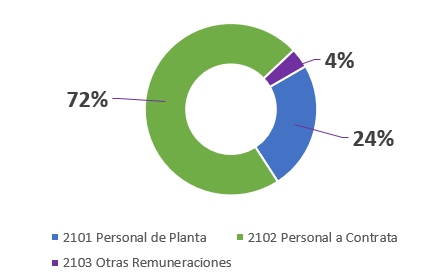 4%
72%
24%
2101 Personal de Planta
2102 Personal a Contrata
2103 Otras Remuneraciones